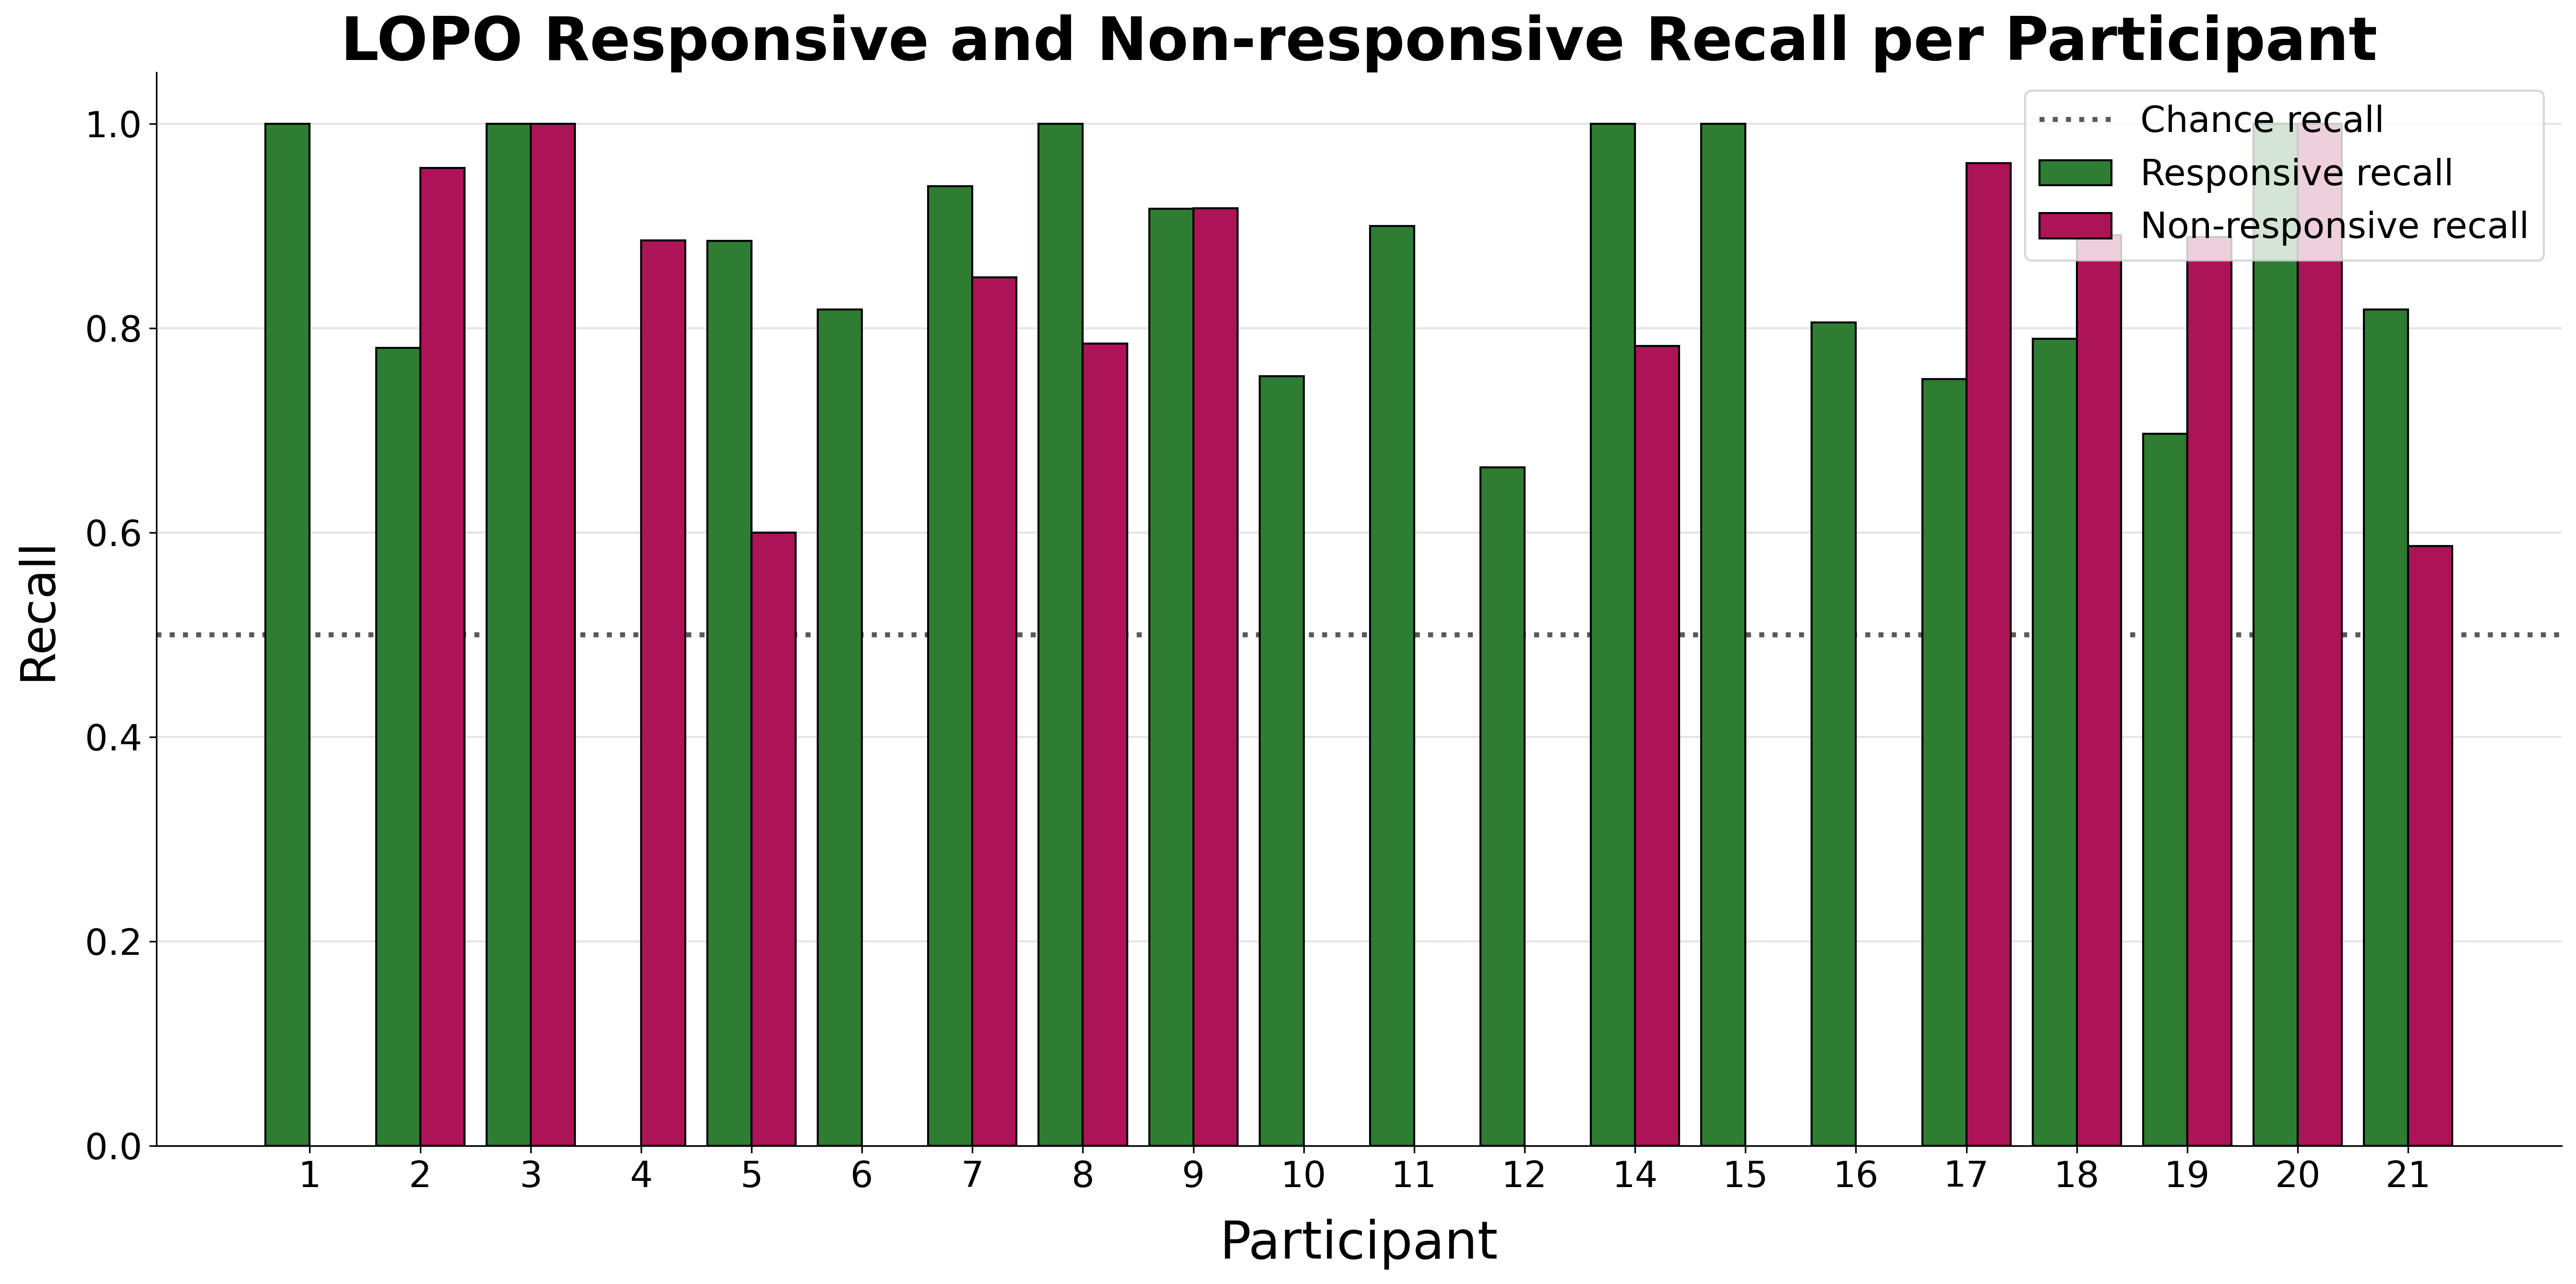 LOPO Responsive and Non-responsive Recall per Participant
Chance recall
Responsive recall
Non-responsive recall
Recall
1.0
0.8
0.6
0.4
0.2
0.0
1 2 3 4 5 6 7 8 9 10 11 12 14 15 16 17 18 19 20 21
Participant